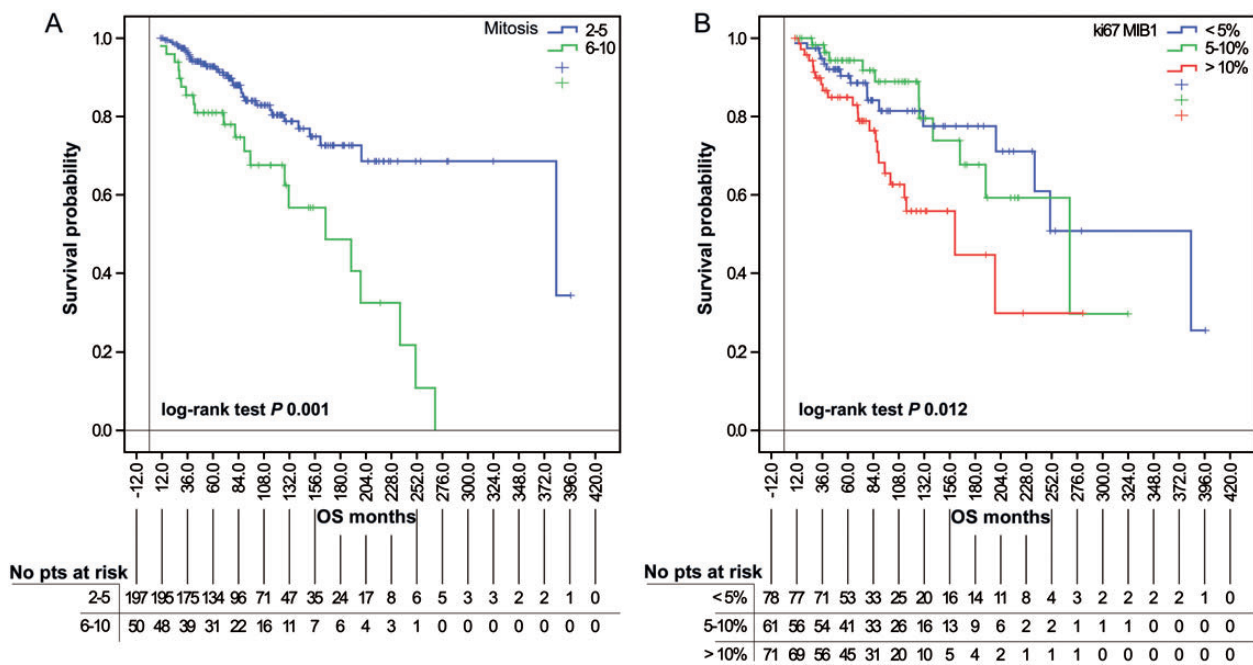 A
Mitosis
2-5
6-10
Survival probability
1.0
0.8
0.6
0.4
0.2
0.0
log-rank test P 0.001
-12.0 12.0 36.0 60.0 84.0 108.0 132.0 156.0 180.0 204.0 228.0 252.0 276.0 300.0 324.0 348.0 372.0 396.0 420.0
OS months
No pts at risk
2-5 197 195 175 134 96 71 47 35 24 17 8 6 5 3 3 2 2 1 0
6-10 50 48 39 31 22 16 11 7 6 4 3 1 0 0 0 0 0 0 0
B
ki67 MIB1
< 5%
5-10%
> 10%
Survival probability
1.0
0.8
0.6
0.4
0.2
0.0
log-rank test P 0.012
-12.0 12.0 36.0 60.0 84.0 108.0 132.0 156.0 180.0 204.0 228.0 252.0 276.0 300.0 324.0 348.0 372.0 396.0 420.0
OS months
No pts at risk
< 5% 78 77 71 53 33 25 20 16 14 11 8 4 3 2 2 2 2 1 0
5-10% 61 56 54 41 33 26 16 13 9 6 2 2 1 1 1 0 0 0 0
> 10% 71 69 56 45 31 20 10 5 4 2 1 1 1 0 0 0 0 0 0